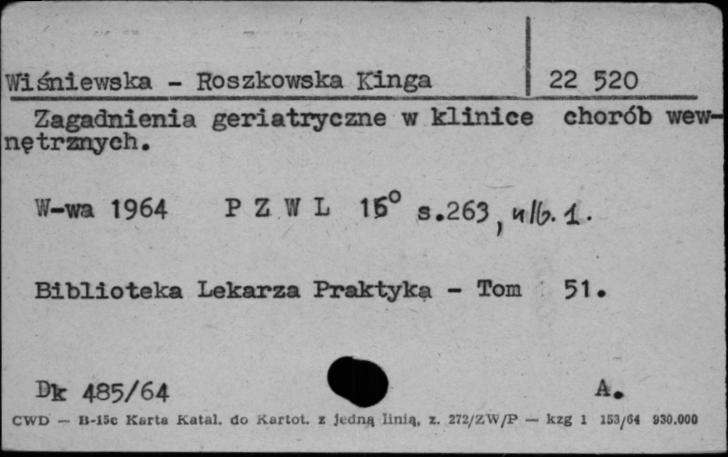 Wiśniewska - Roszkowska Kinga 22 520
Zagadnienia geriatryczne w klinice chorób wew-
nętrznych.
W-wa 1964 P Z W L 16° s.263, nlb. 1.
Biblioteka Lekarza Praktyka - Tom 51.
Dk 485/64 A.
CWD — B-15c Karta Katal. do Kartot. z jedną linią, z. 272/ZW/P — kzg 1 153/64 930.000